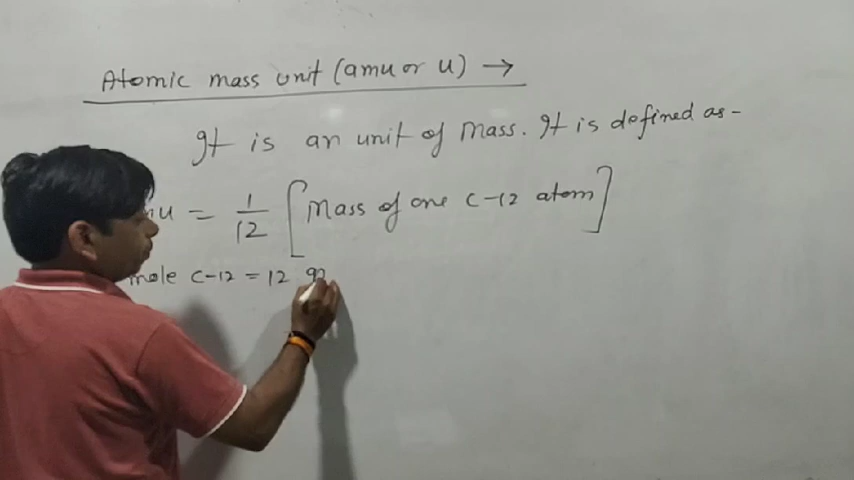 Atomic mass unit (amu or u) →
It is an unit of mass. It is defined as -
mu = 1/12 [Mass of one C-12 atom]
mole C-12 = 12